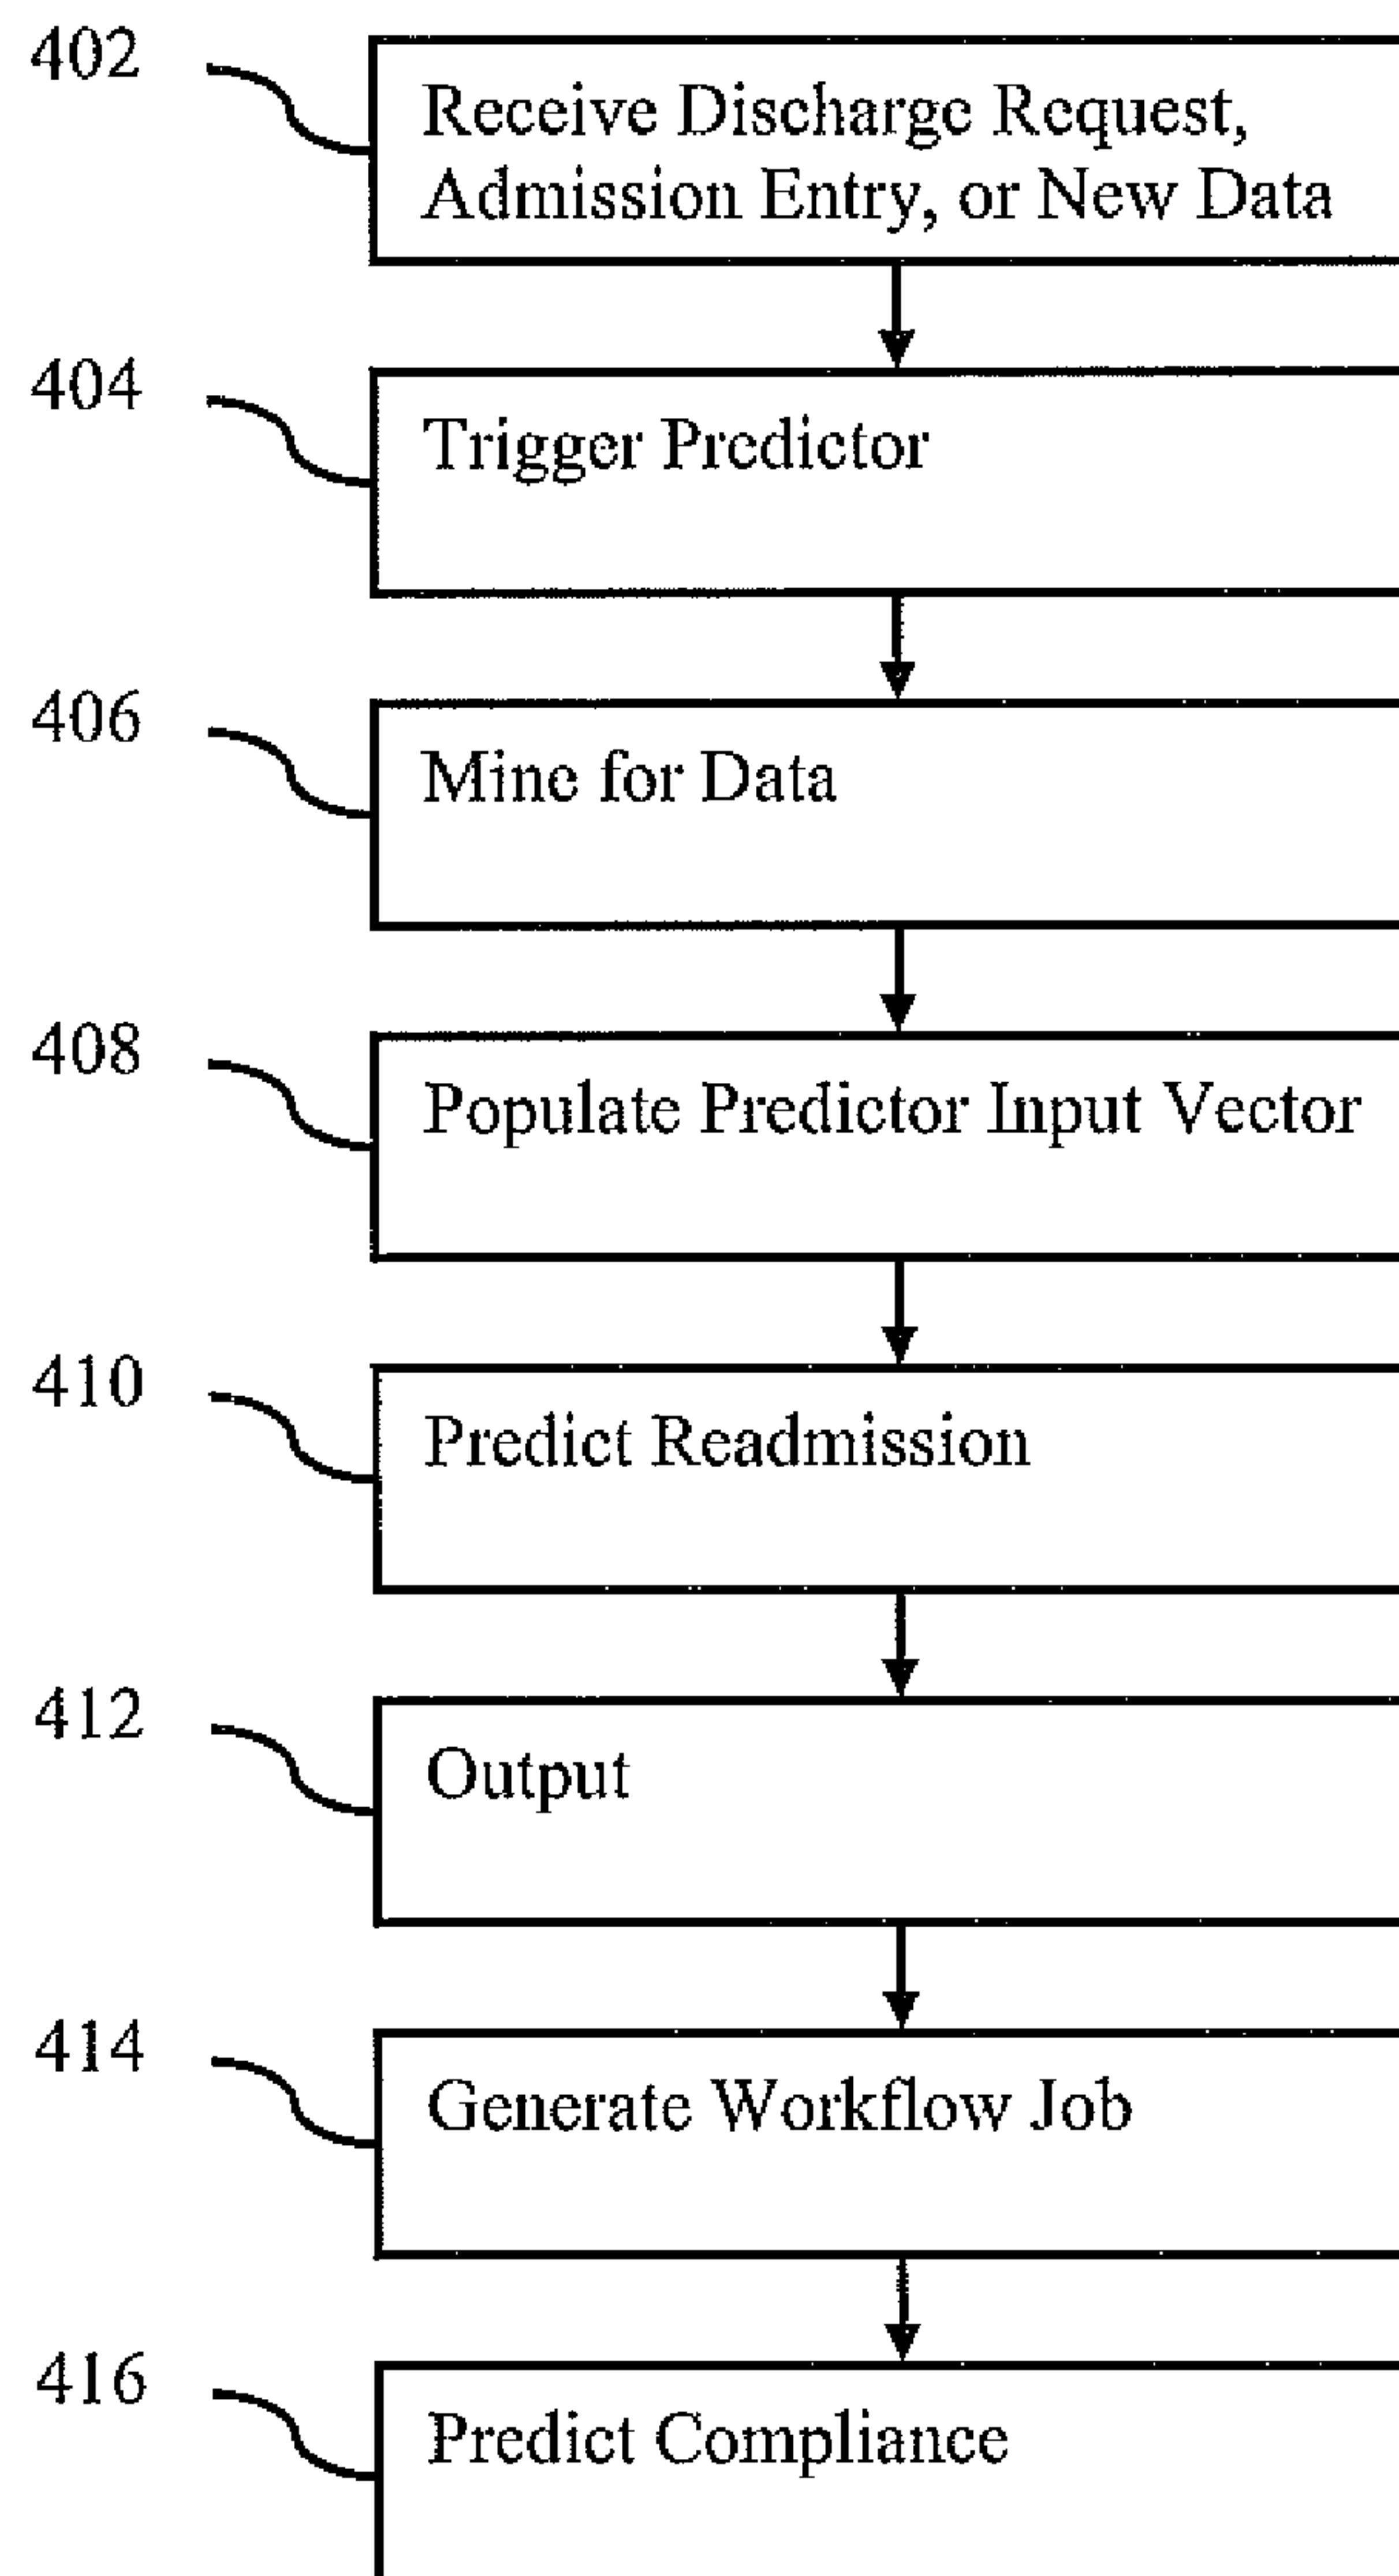 402
Receive Discharge Request,
Admission Entry, or New Data
404
Trigger Predictor
406
Mine for Data
408
Populate Predictor Input Vector
410
Predict Readmission
412
Output
414
Generate Workflow Job
416
Predict Compliance